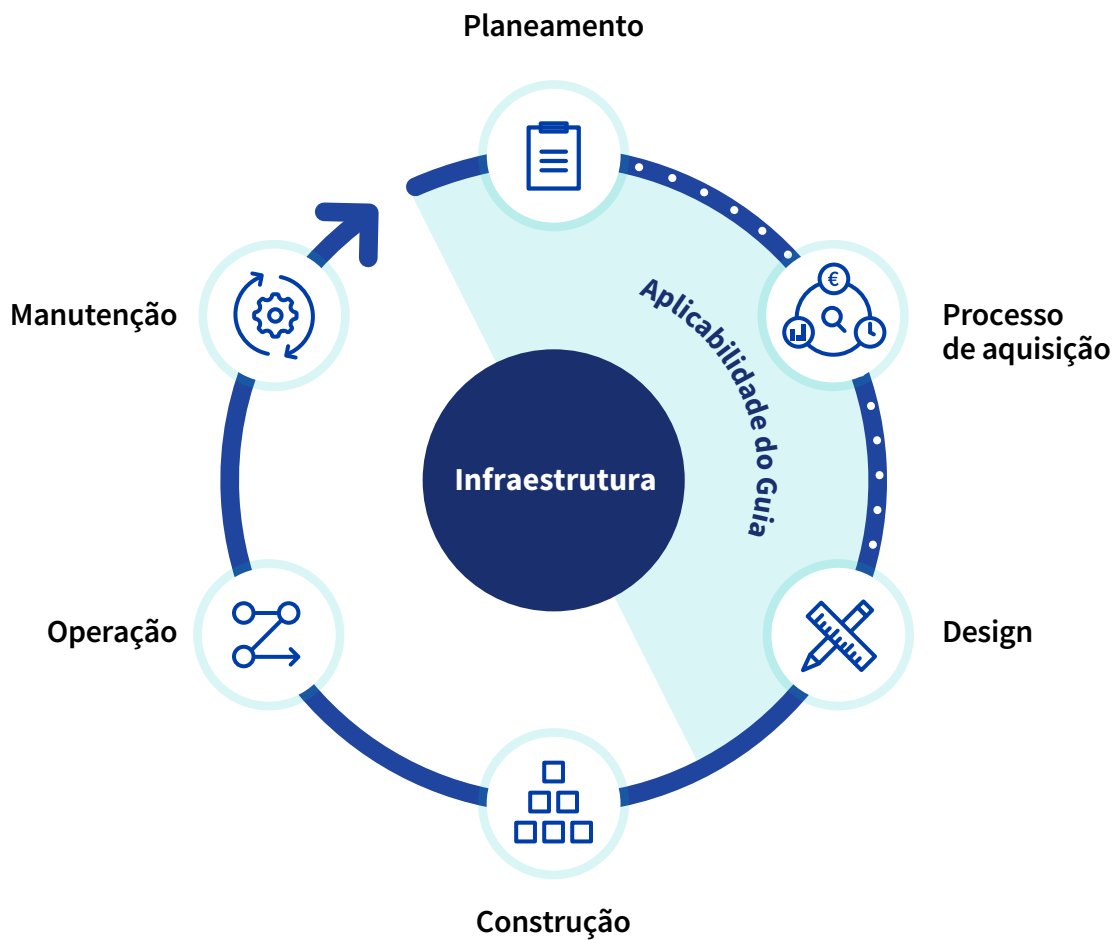 Planeamento
Manutenção
€
Processo
de aquisição
Aplicabilidade do Guia
Infraestrutura
Operação
Design
Construção